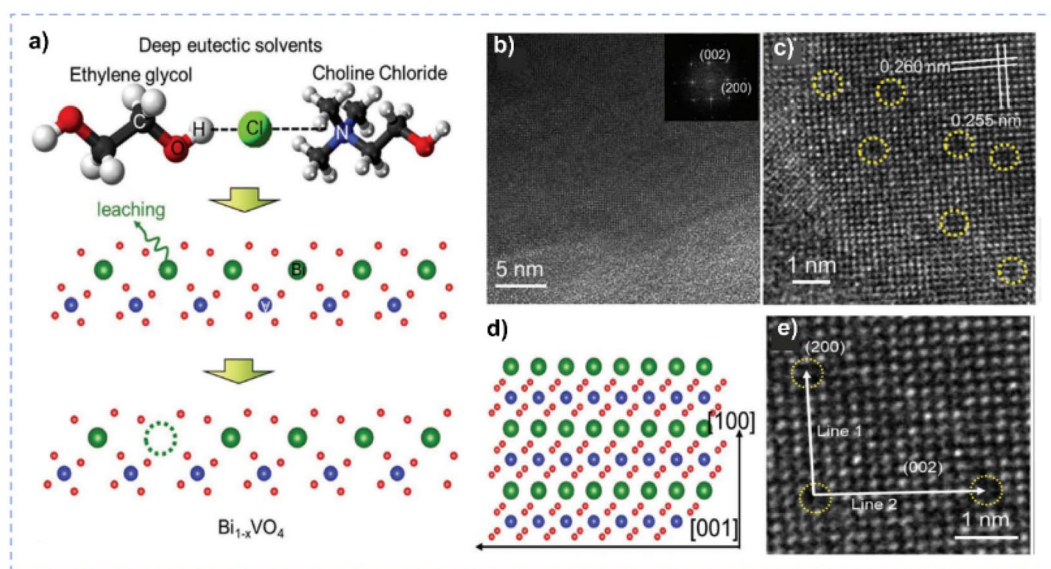 a)
Deep eutectic solvents
Ethylene glycol
Choline Chloride
C
H
O
Cl
N
leaching
Bi
V
Bi1-xVO4
b)
(002)
(200)
5 nm
c)
0.260 nm
0.255 nm
1 nm
d)
[100]
[001]
e)
(200)
Line 1
(002)
Line 2
1 nm